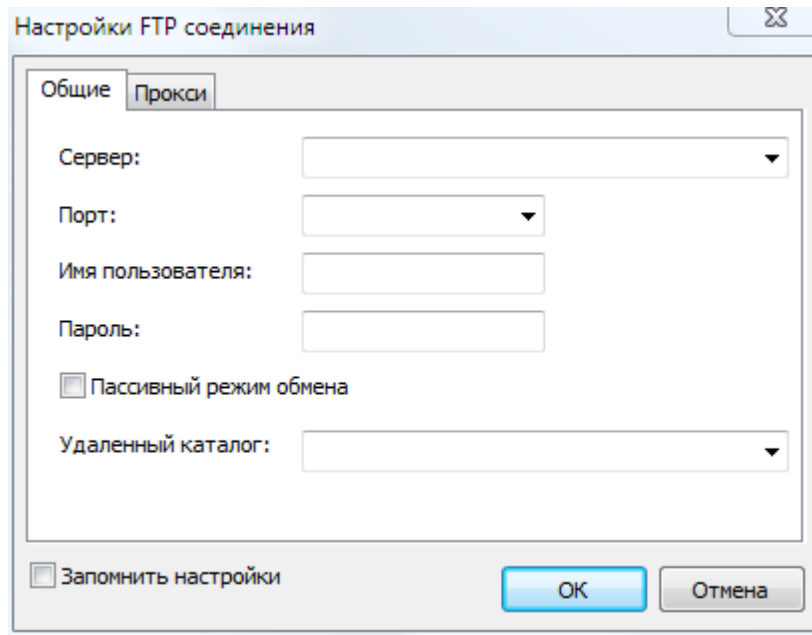 Настройки FTP соединения
Общие Прокси
Сервер:
Порт:
Имя пользователя:
Пароль:
Пассивный режим обмена
Удаленный каталог:
Запомнить настройки
ОК Отмена